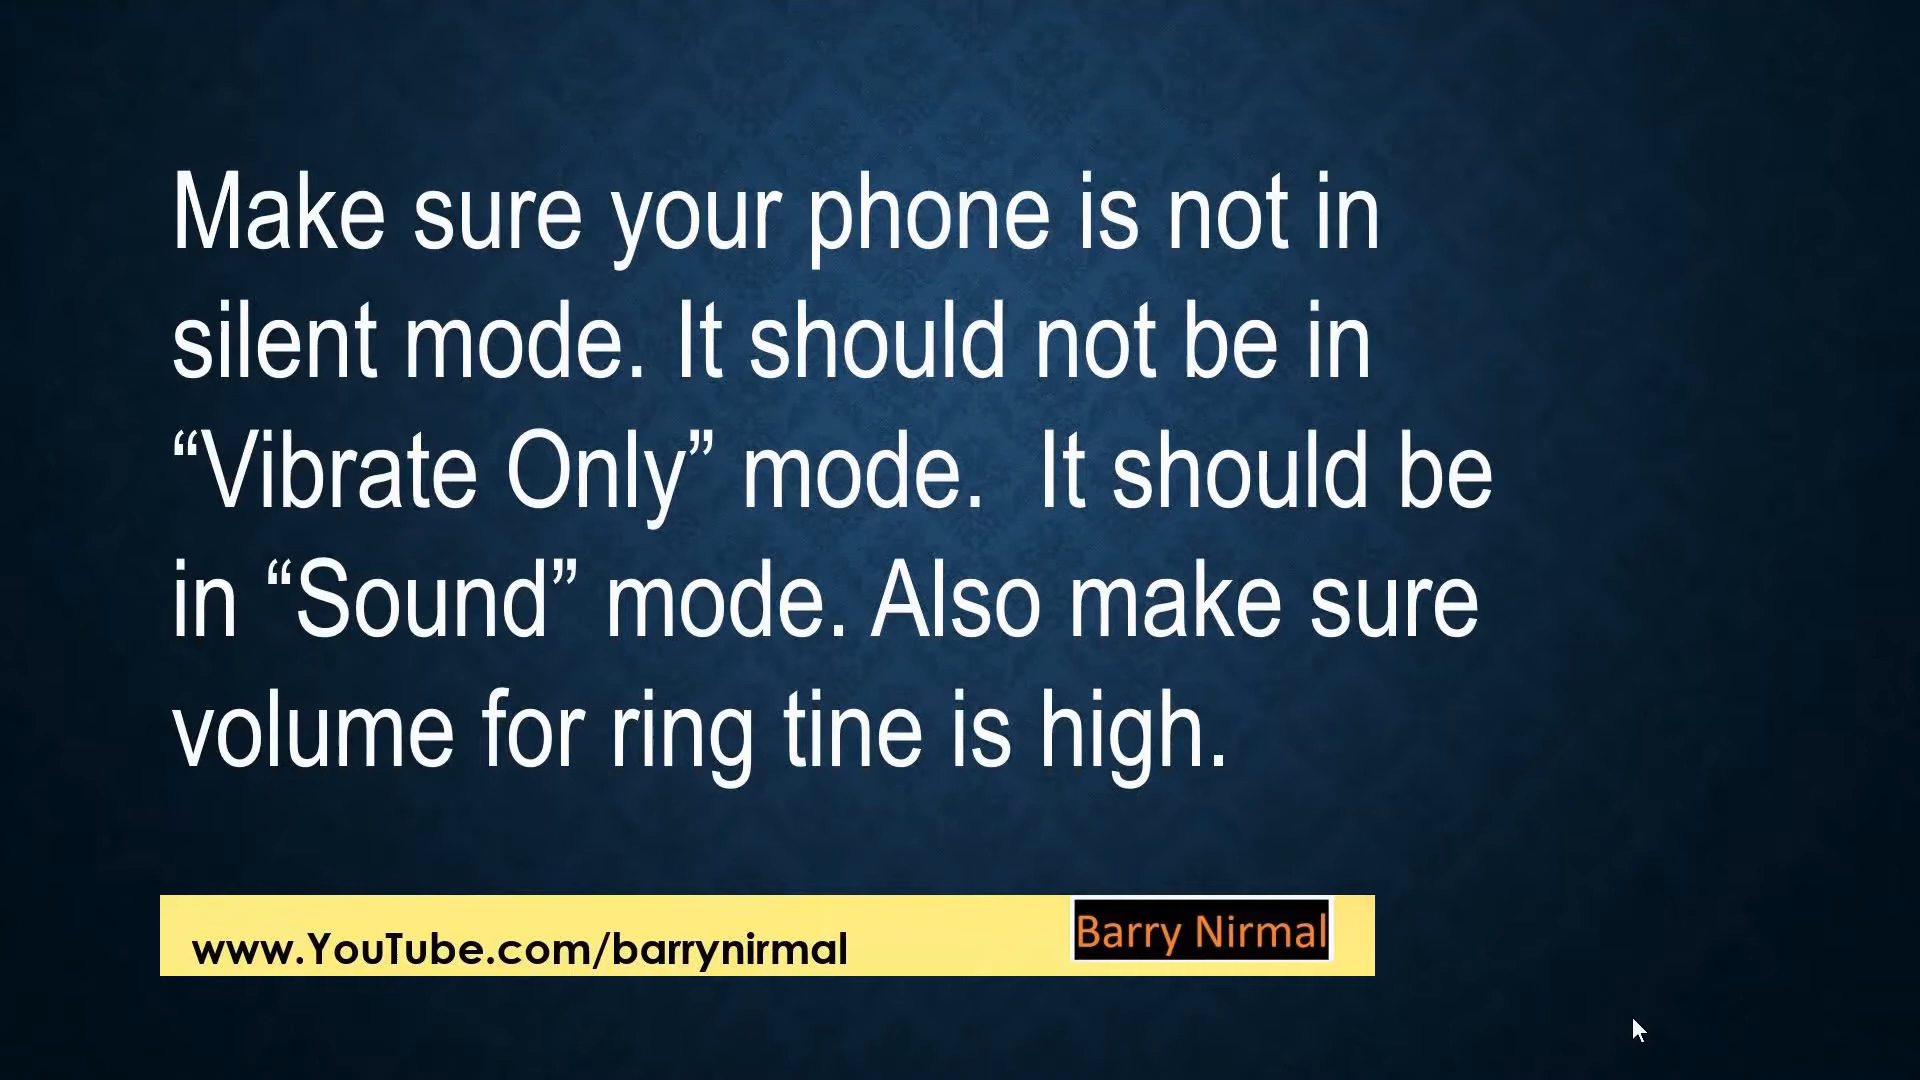 Make sure your phone is not in
silent mode. It should not be in
“Vibrate Only” mode.  It should be
in “Sound” mode. Also make sure
volume for ring tine is high.
www.YouTube.com/barrynirmal
Barry Nirmal